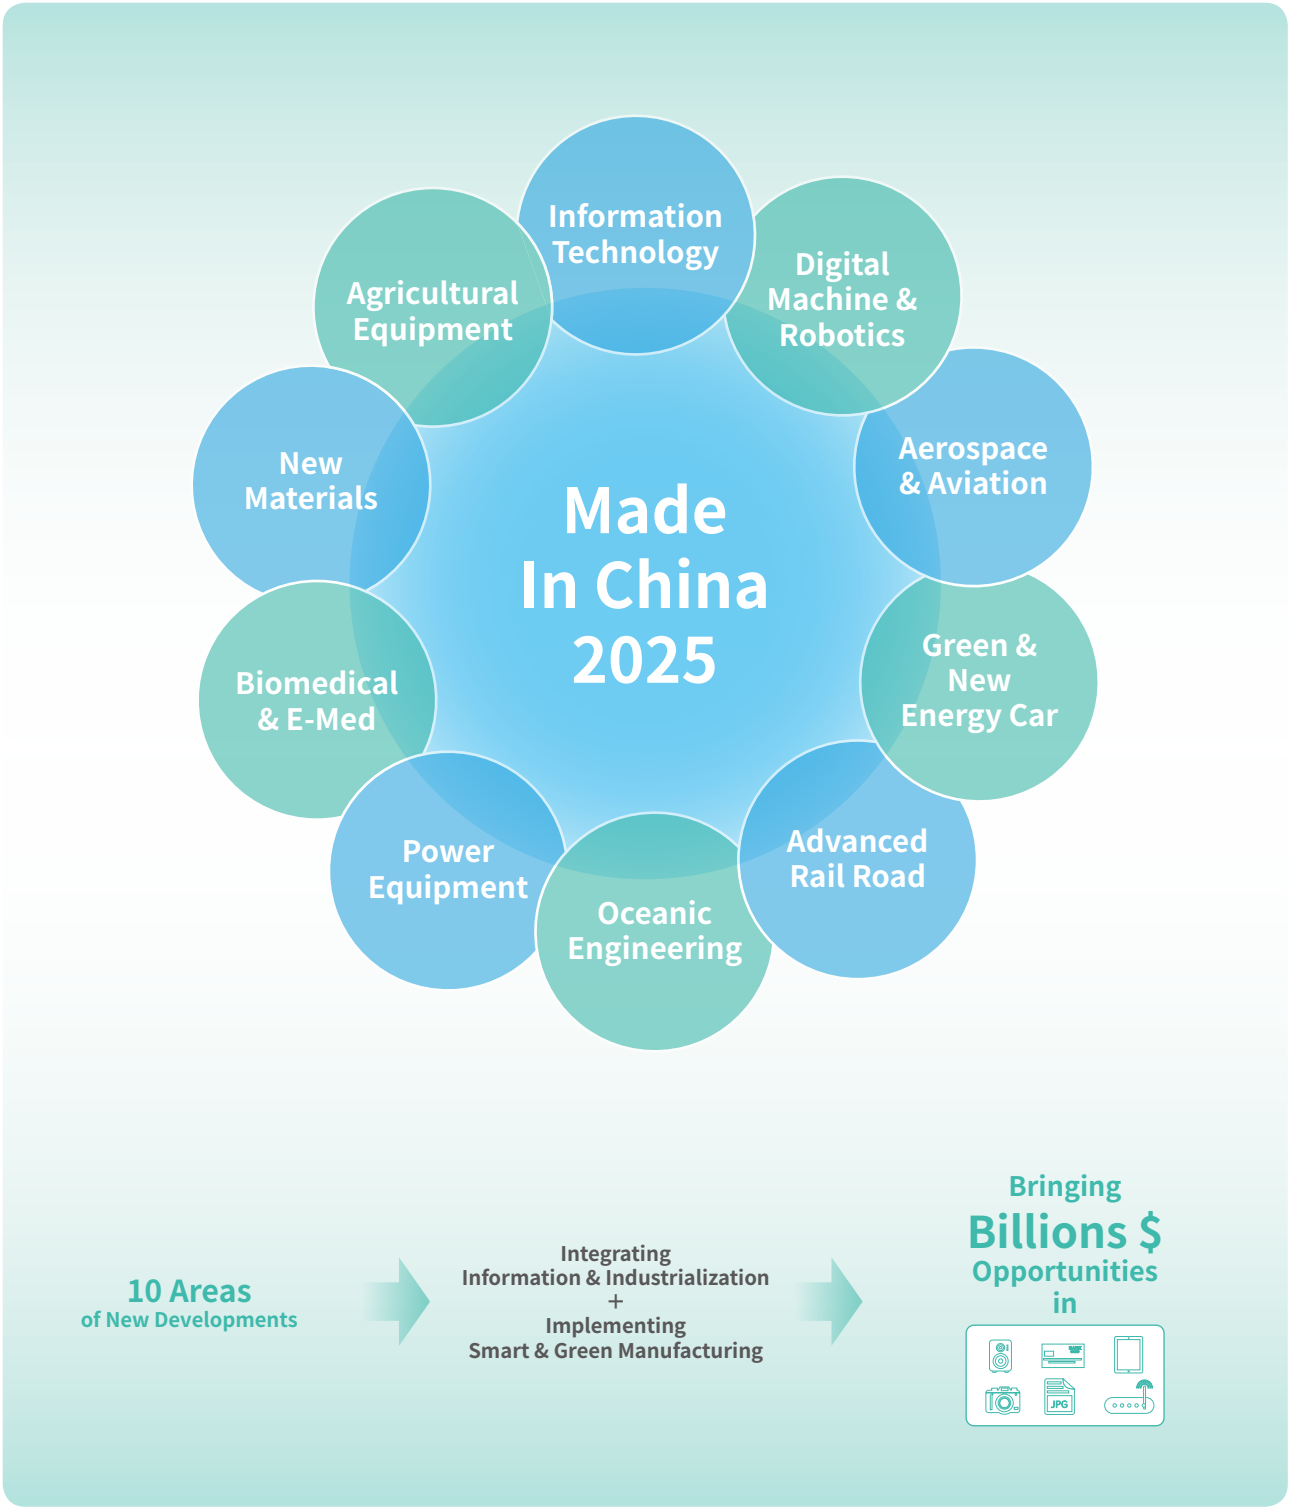 Information
Technology
Digital
Machine &
Robotics
Aerospace
& Aviation
Green &
New
Energy Car
Advanced
Rail Road
Oceanic
Engineering
Power
Equipment
Biomedical
& E-Med
New
Materials
Agricultural
Equipment
Made
In China
2025
10 Areas
of New Developments
Integrating
Information & Industrialization
+
Implementing
Smart & Green Manufacturing
Bringing
Billions $
Opportunities
in
JPG